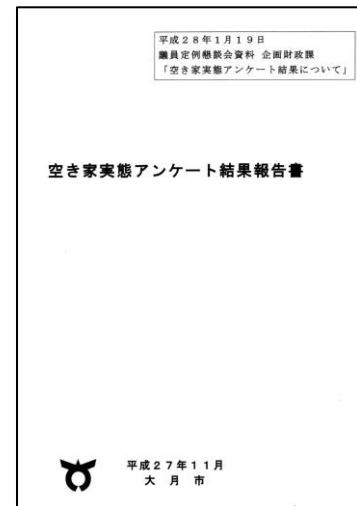 平成28年1月19日
議員定例懇談会資料 企画財政課
「空き家実態アンケート結果について」
空き家実態アンケート結果報告書
平成27年11月
大月市